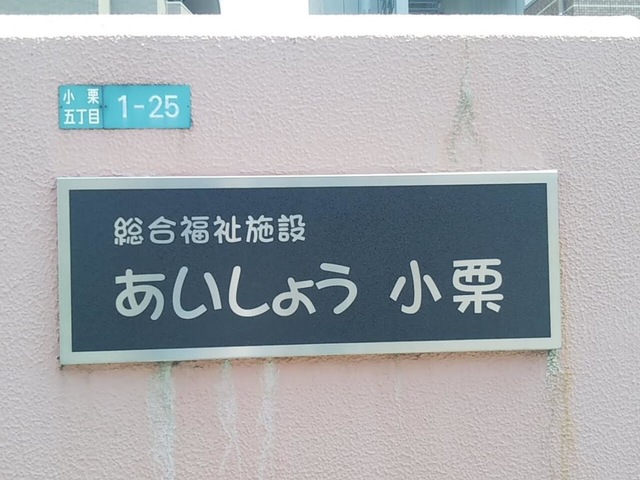 小栗
五丁目
1-25
総合福祉施設
あいしょう 小栗